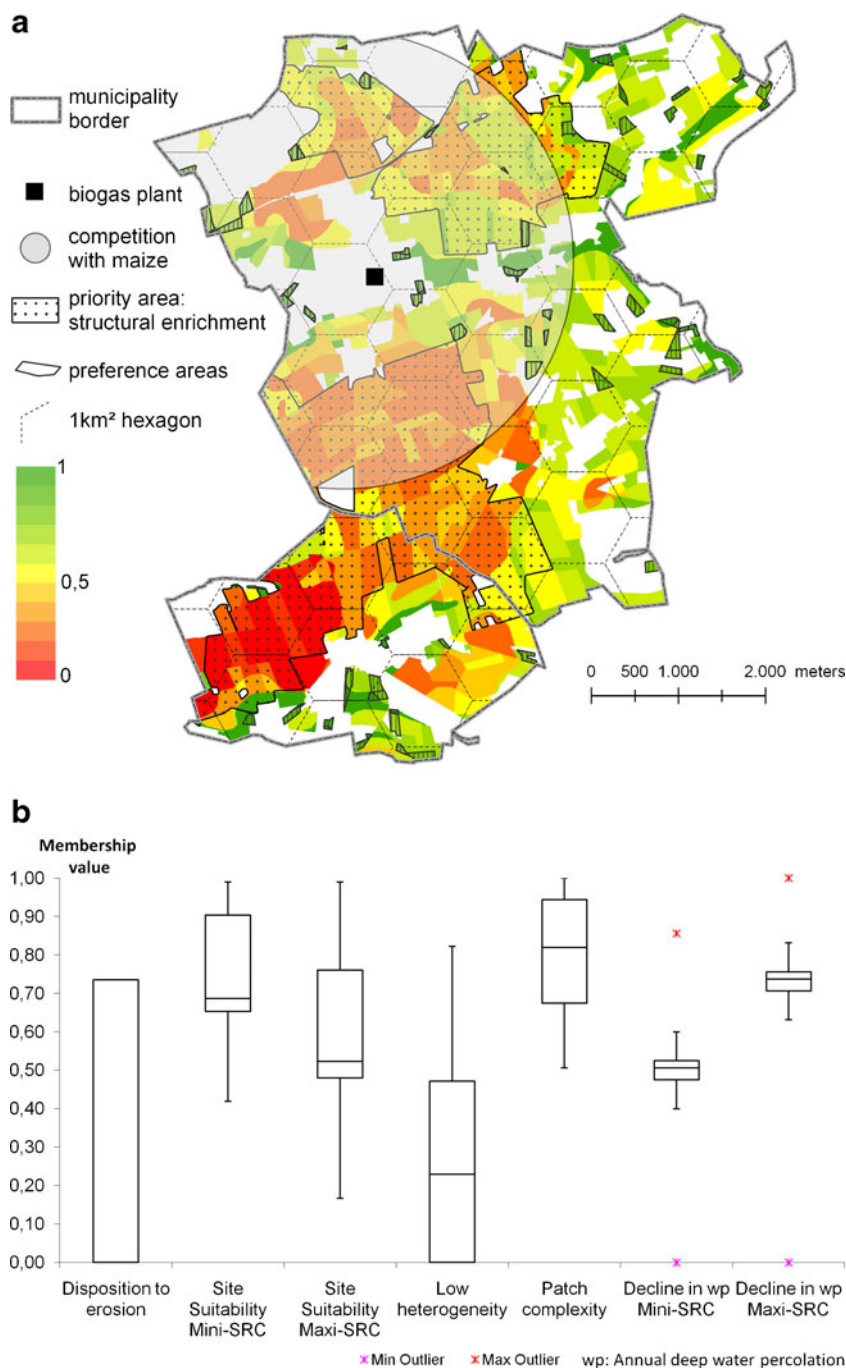 a
municipality
border
biogas plant
competition
with maize
priority area:
structural enrichment
preference areas
1km² hexagon
1
0,5
0
0 500 1.000 2.000 meters
b
Membership
value
1,00
0,90
0,80
0,70
0,60
0,50
0,40
0,30
0,20
0,10
0,00
Disposition to
erosion
Site
Suitability
Mini-SRC
Site
Suitability
Maxi-SRC
Low
heterogeneity
Patch
complexity
Decline in wp
Mini-SRC
Decline in wp
Maxi-SRC
Min Outlier Max Outlier wp: Annual deep water percolation